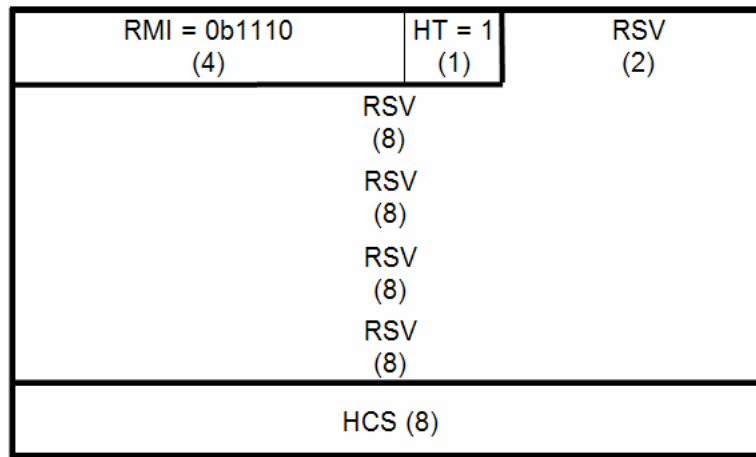 RMI = 0b1110 HT = 1 RSV
(4) (1) (2)
RSV
(8)
RSV
(8)
RSV
(8)
RSV
(8)
HCS (8)